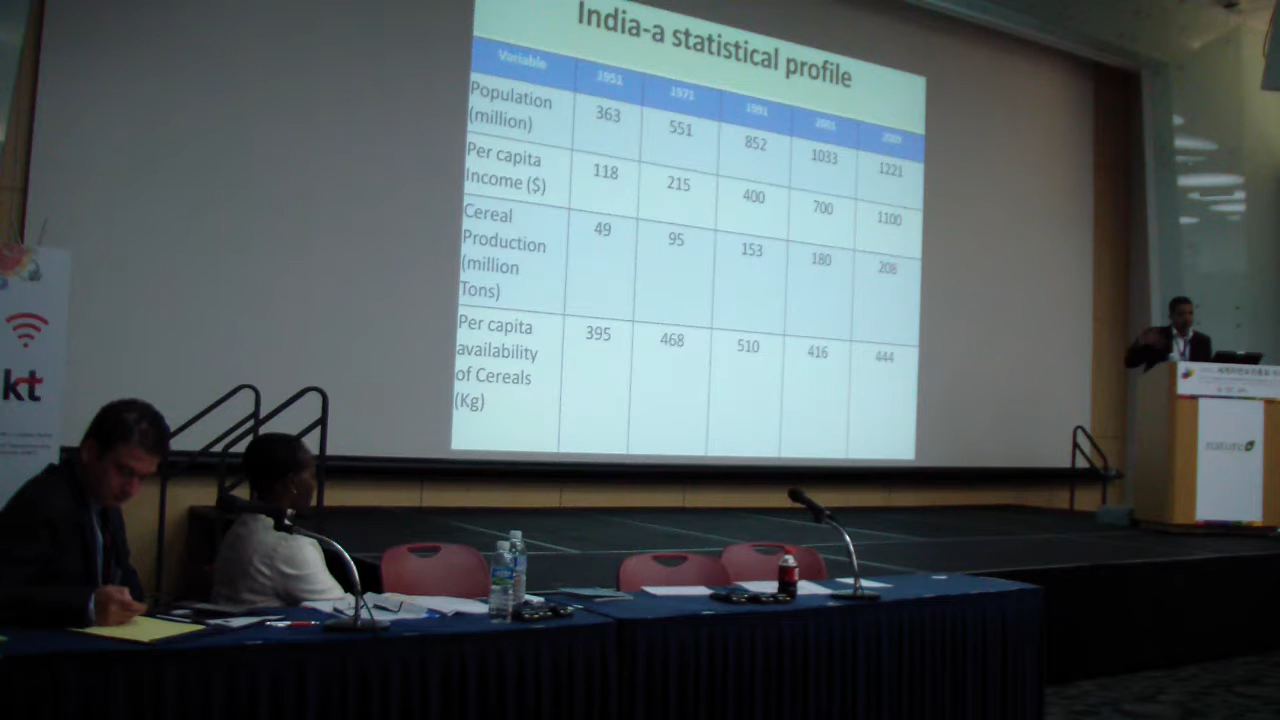 India-a statistical profile
Variable 1951 1971 1991 2001 2009
Population
(million) 363 551 852 1033 1221
Per capita
Income ($) 118 215 400 700 1100
Cereal
Production
(million
Tons) 49 95 153 180 208
Per capita
availability
of Cereals
(Kg) 395 468 510 416 444
kt
nature